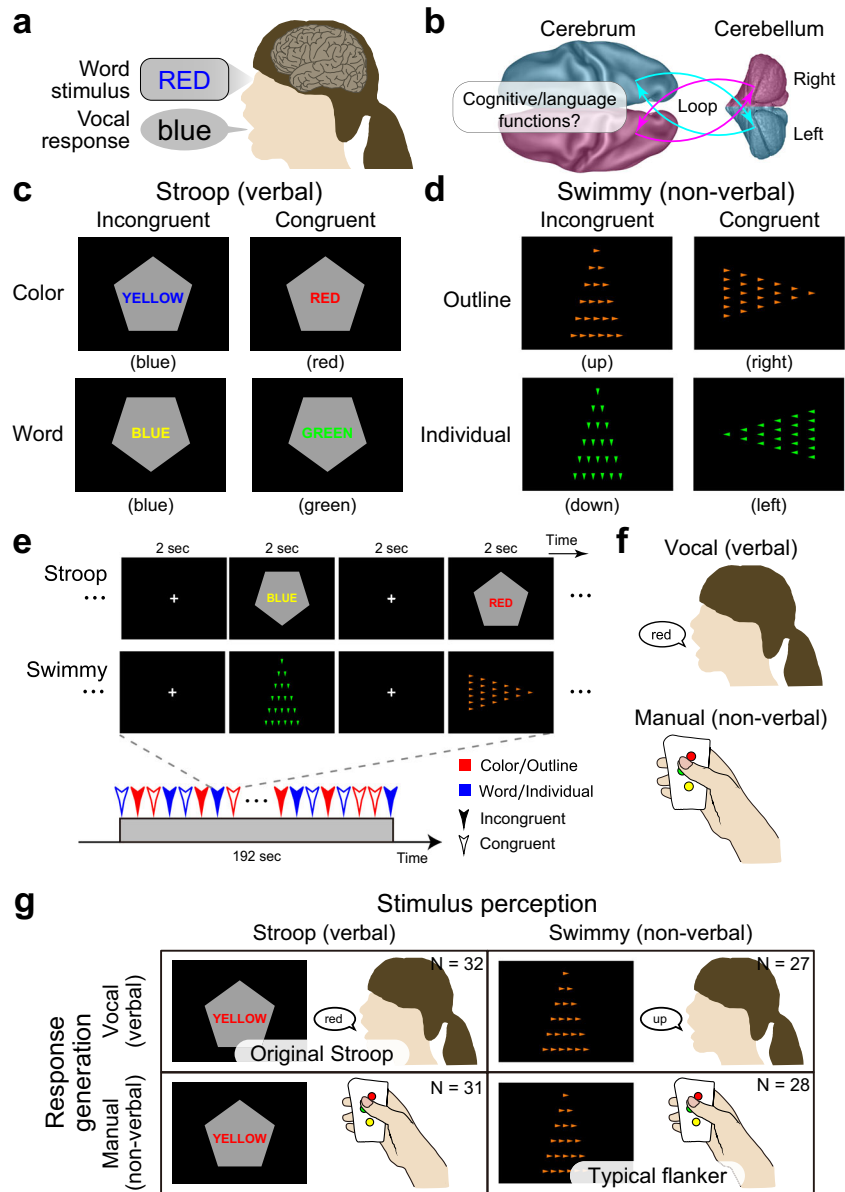 a
Word stimulus
RED
Vocal response
blue
b
Cerebrum
Cerebellum
Cognitive/language functions?
Loop
Right
Left
c
Stroop (verbal)
Incongruent
Congruent
Color
YELLOW
RED
(blue)
(red)
Word
BLUE
GREEN
(blue)
(green)
d
Swimmy (non-verbal)
Incongruent
Congruent
Outline
(up)
(right)
Individual
(down)
(left)
e
2 sec
2 sec
2 sec
2 sec
Time
Stroop
...
+
BLUE
+
RED
...
Swimmy
...
+
+
...
...
192 sec
Time
Color/Outline
Word/Individual
Incongruent
Congruent
f
Vocal (verbal)
red
Manual (non-verbal)
g
Stimulus perception
Stroop (verbal)
Swimmy (non-verbal)
Response generation
Vocal (verbal)
YELLOW
red
N = 32
Original Stroop
up
N = 27
Manual (non-verbal)
YELLOW
N = 31
N = 28
Typical flanker